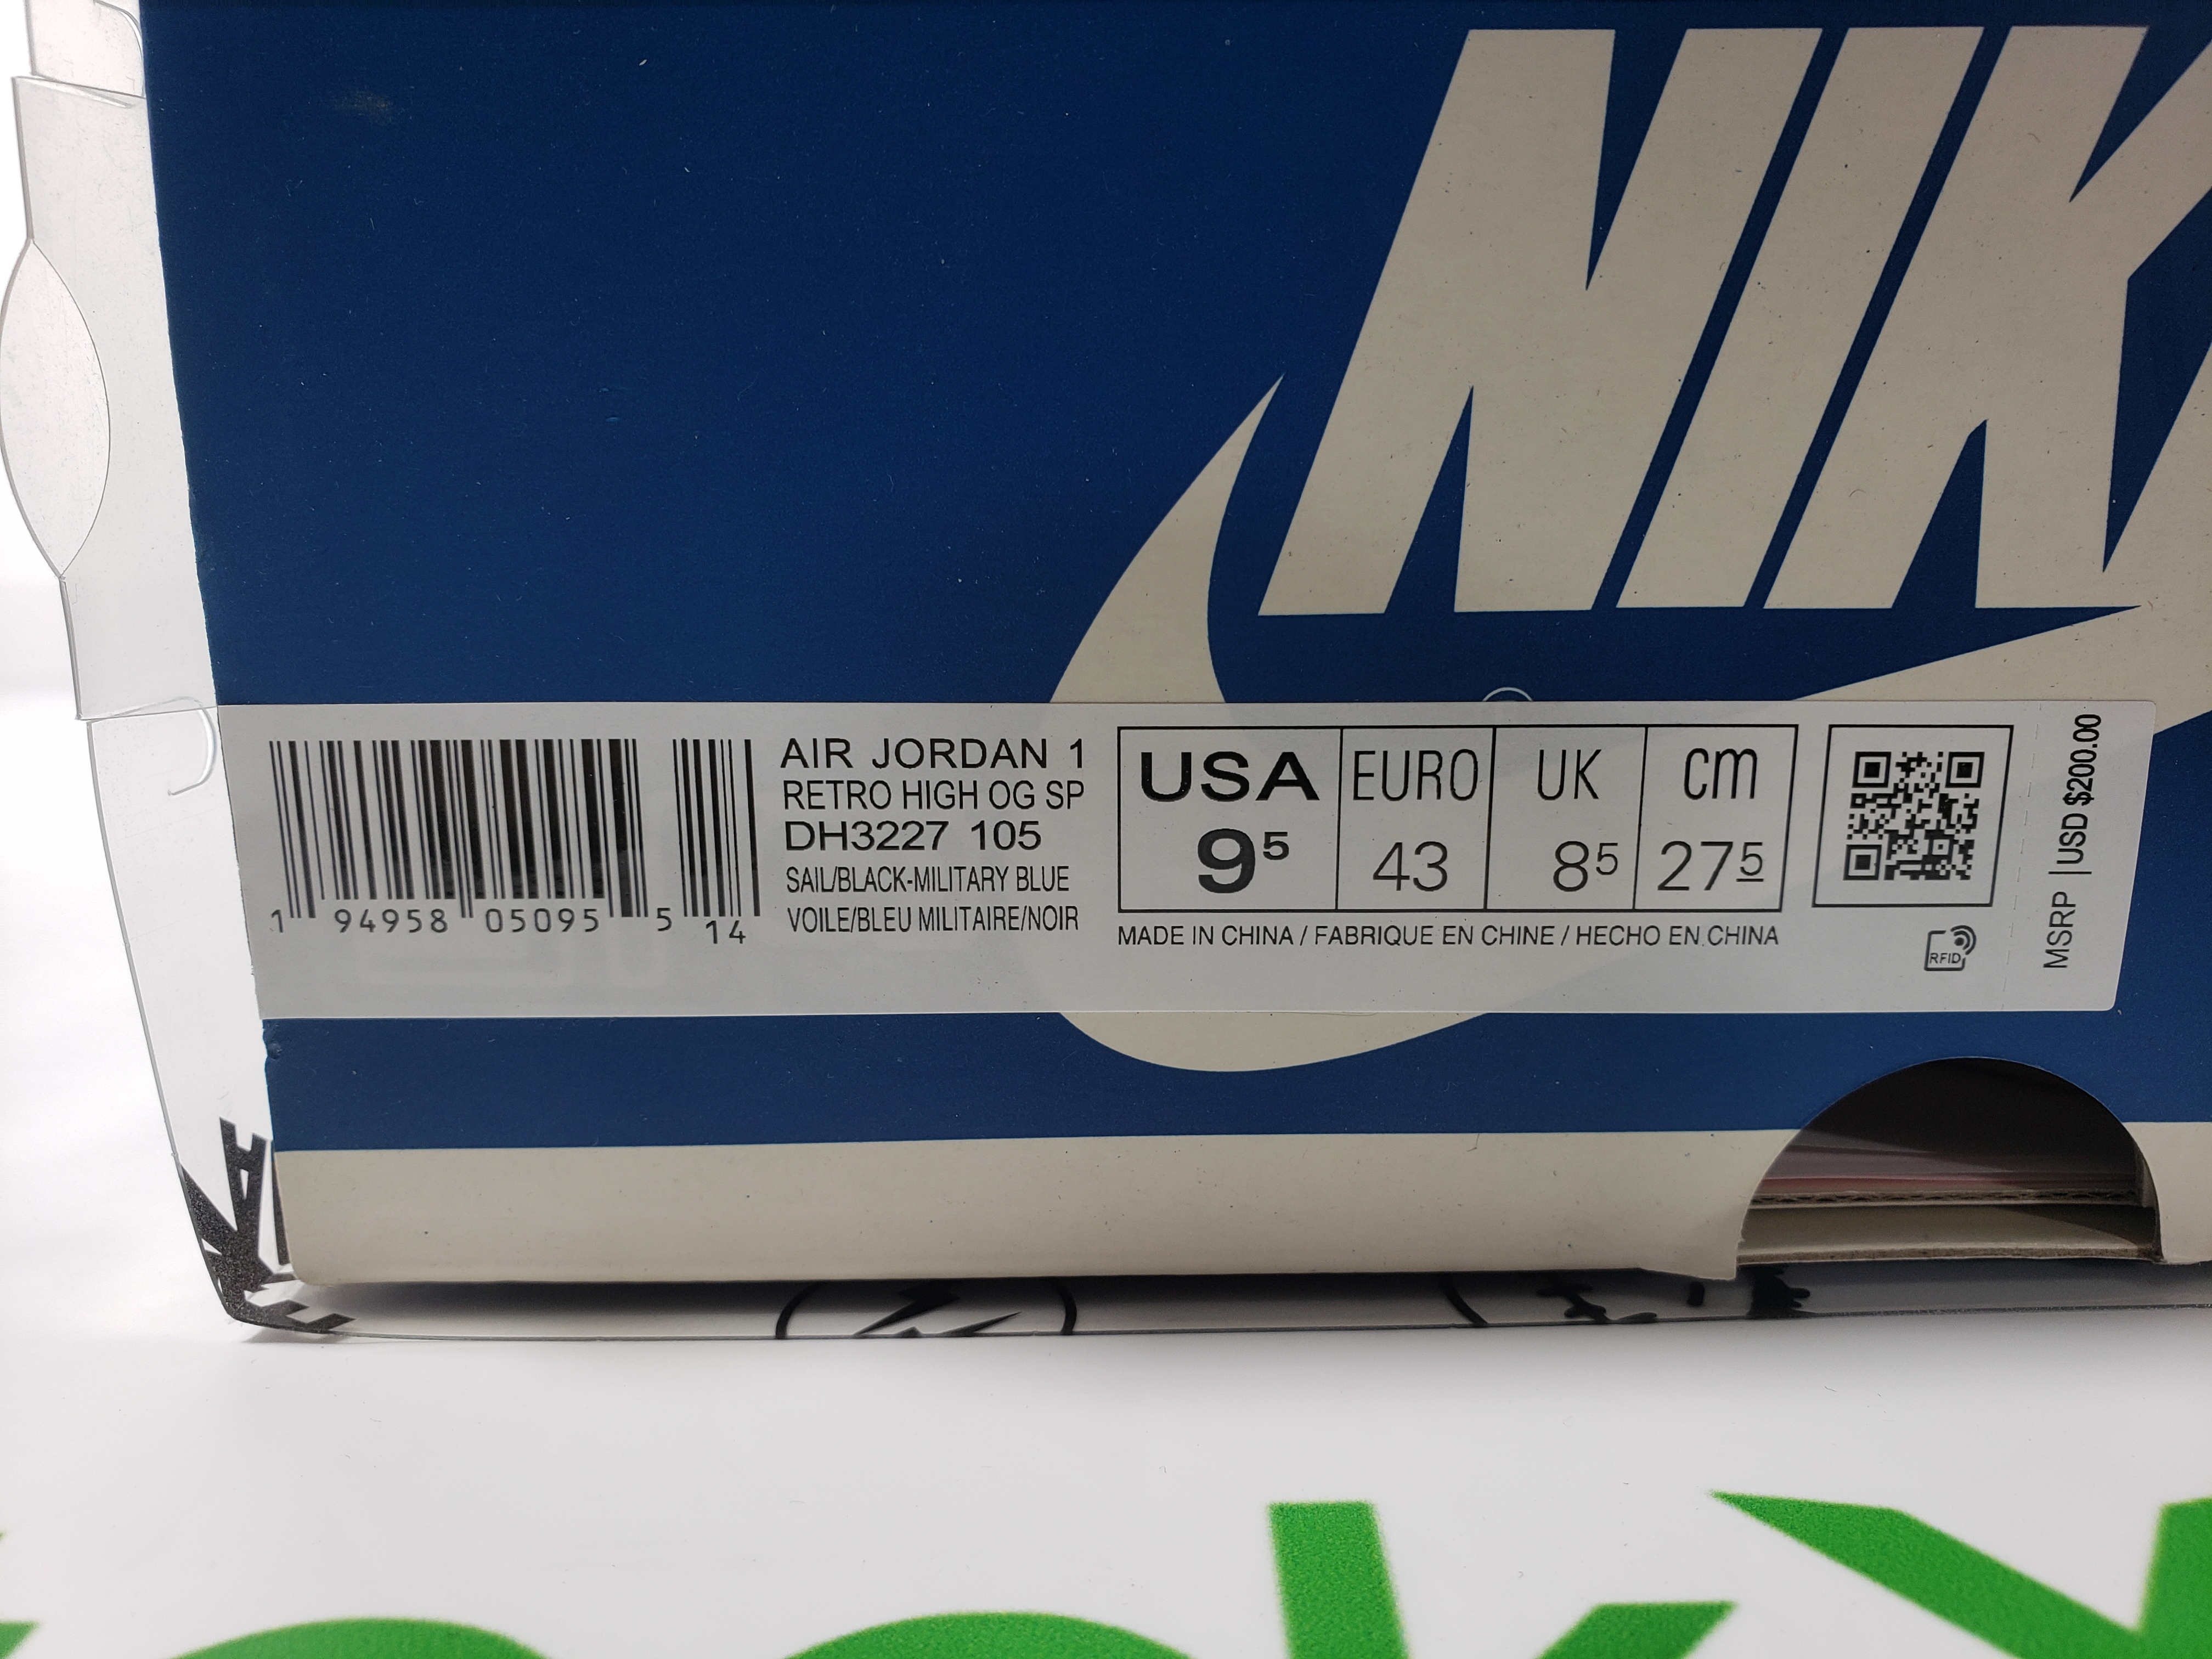 NIK
AIR JORDAN 1
RETRO HIGH OG SP
DH3227 105
SAIL/BLACK-MILITARY BLUE
VOILE/BLEU MILITAIRE/NOIR
1 94958 05095 5 14
USA EURO UK cm
9⁵ 43 8⁵ 27⁵
MADE IN CHINA / FABRIQUE EN CHINE / HECHO EN CHINA
RFID
MSRP | USD $200.00